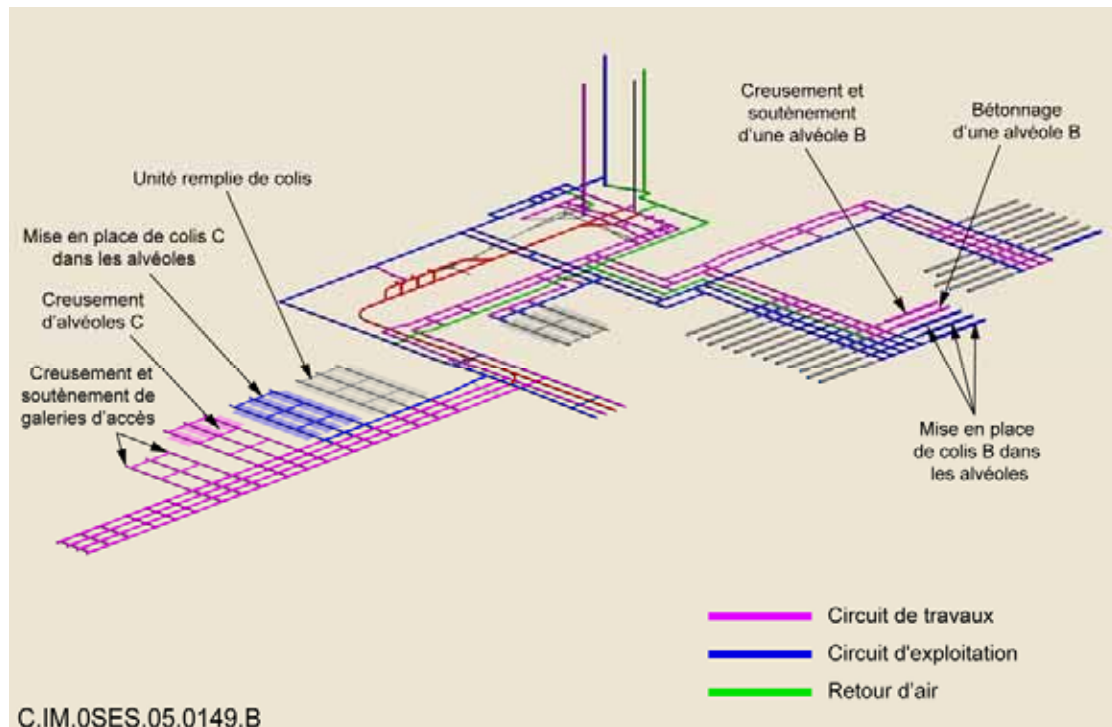 Creusement et
soutènement
d'une alvéole B
Bétonnage
d'une alvéole B
Unité remplie de colis
Mise en place de colis C
dans les alvéoles
Creusement
d'alvéoles C
Creusement et
soutènement de
galeries d'accès
Mise en place
de colis B dans
les alvéoles
Circuit de travaux
Circuit d'exploitation
Retour d'air
C.IM.0SES.05.0149.B